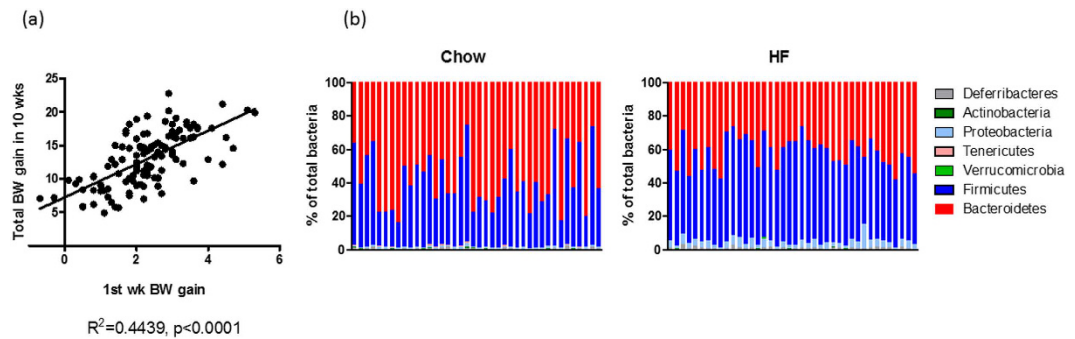 (a)
Total BW gain in 10 wks
25
20
15
10
5
0
2
4
6
1st wk BW gain
R²=0.4439, p<0.0001
(b)
Chow
% of total bacteria
100
80
60
40
20
0
HF
% of total bacteria
100
80
60
40
20
0
Deferribacteres
Actinobacteria
Proteobacteria
Tenericutes
Verrucomicrobia
Firmicutes
Bacteroidetes